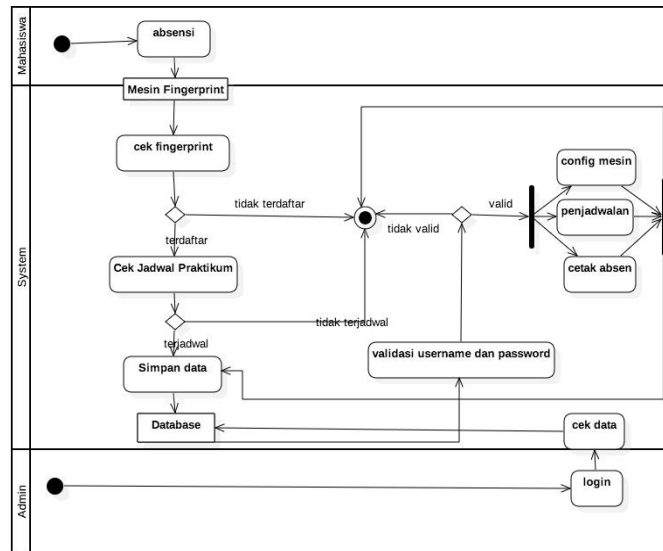 Mahasiswa
absensi
Mesin Fingerprint
System
cek fingerprint
tidak terdaftar
terdaftar
Cek Jadwal Praktikum
tidak terjadwal
terjadwal
Simpan data
Database
tidak valid
valid
config mesin
penjadwalan
cetak absen
validasi username dan password
cek data
Admin
login